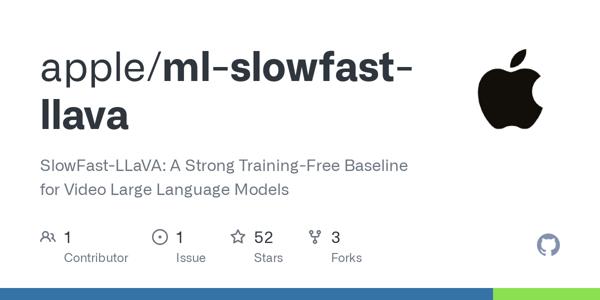 apple/ml-slowfast-
llava
SlowFast-LLaVA: A Strong Training-Free Baseline
for Video Large Language Models
1 1 52 3
Contributor Issue Stars Forks